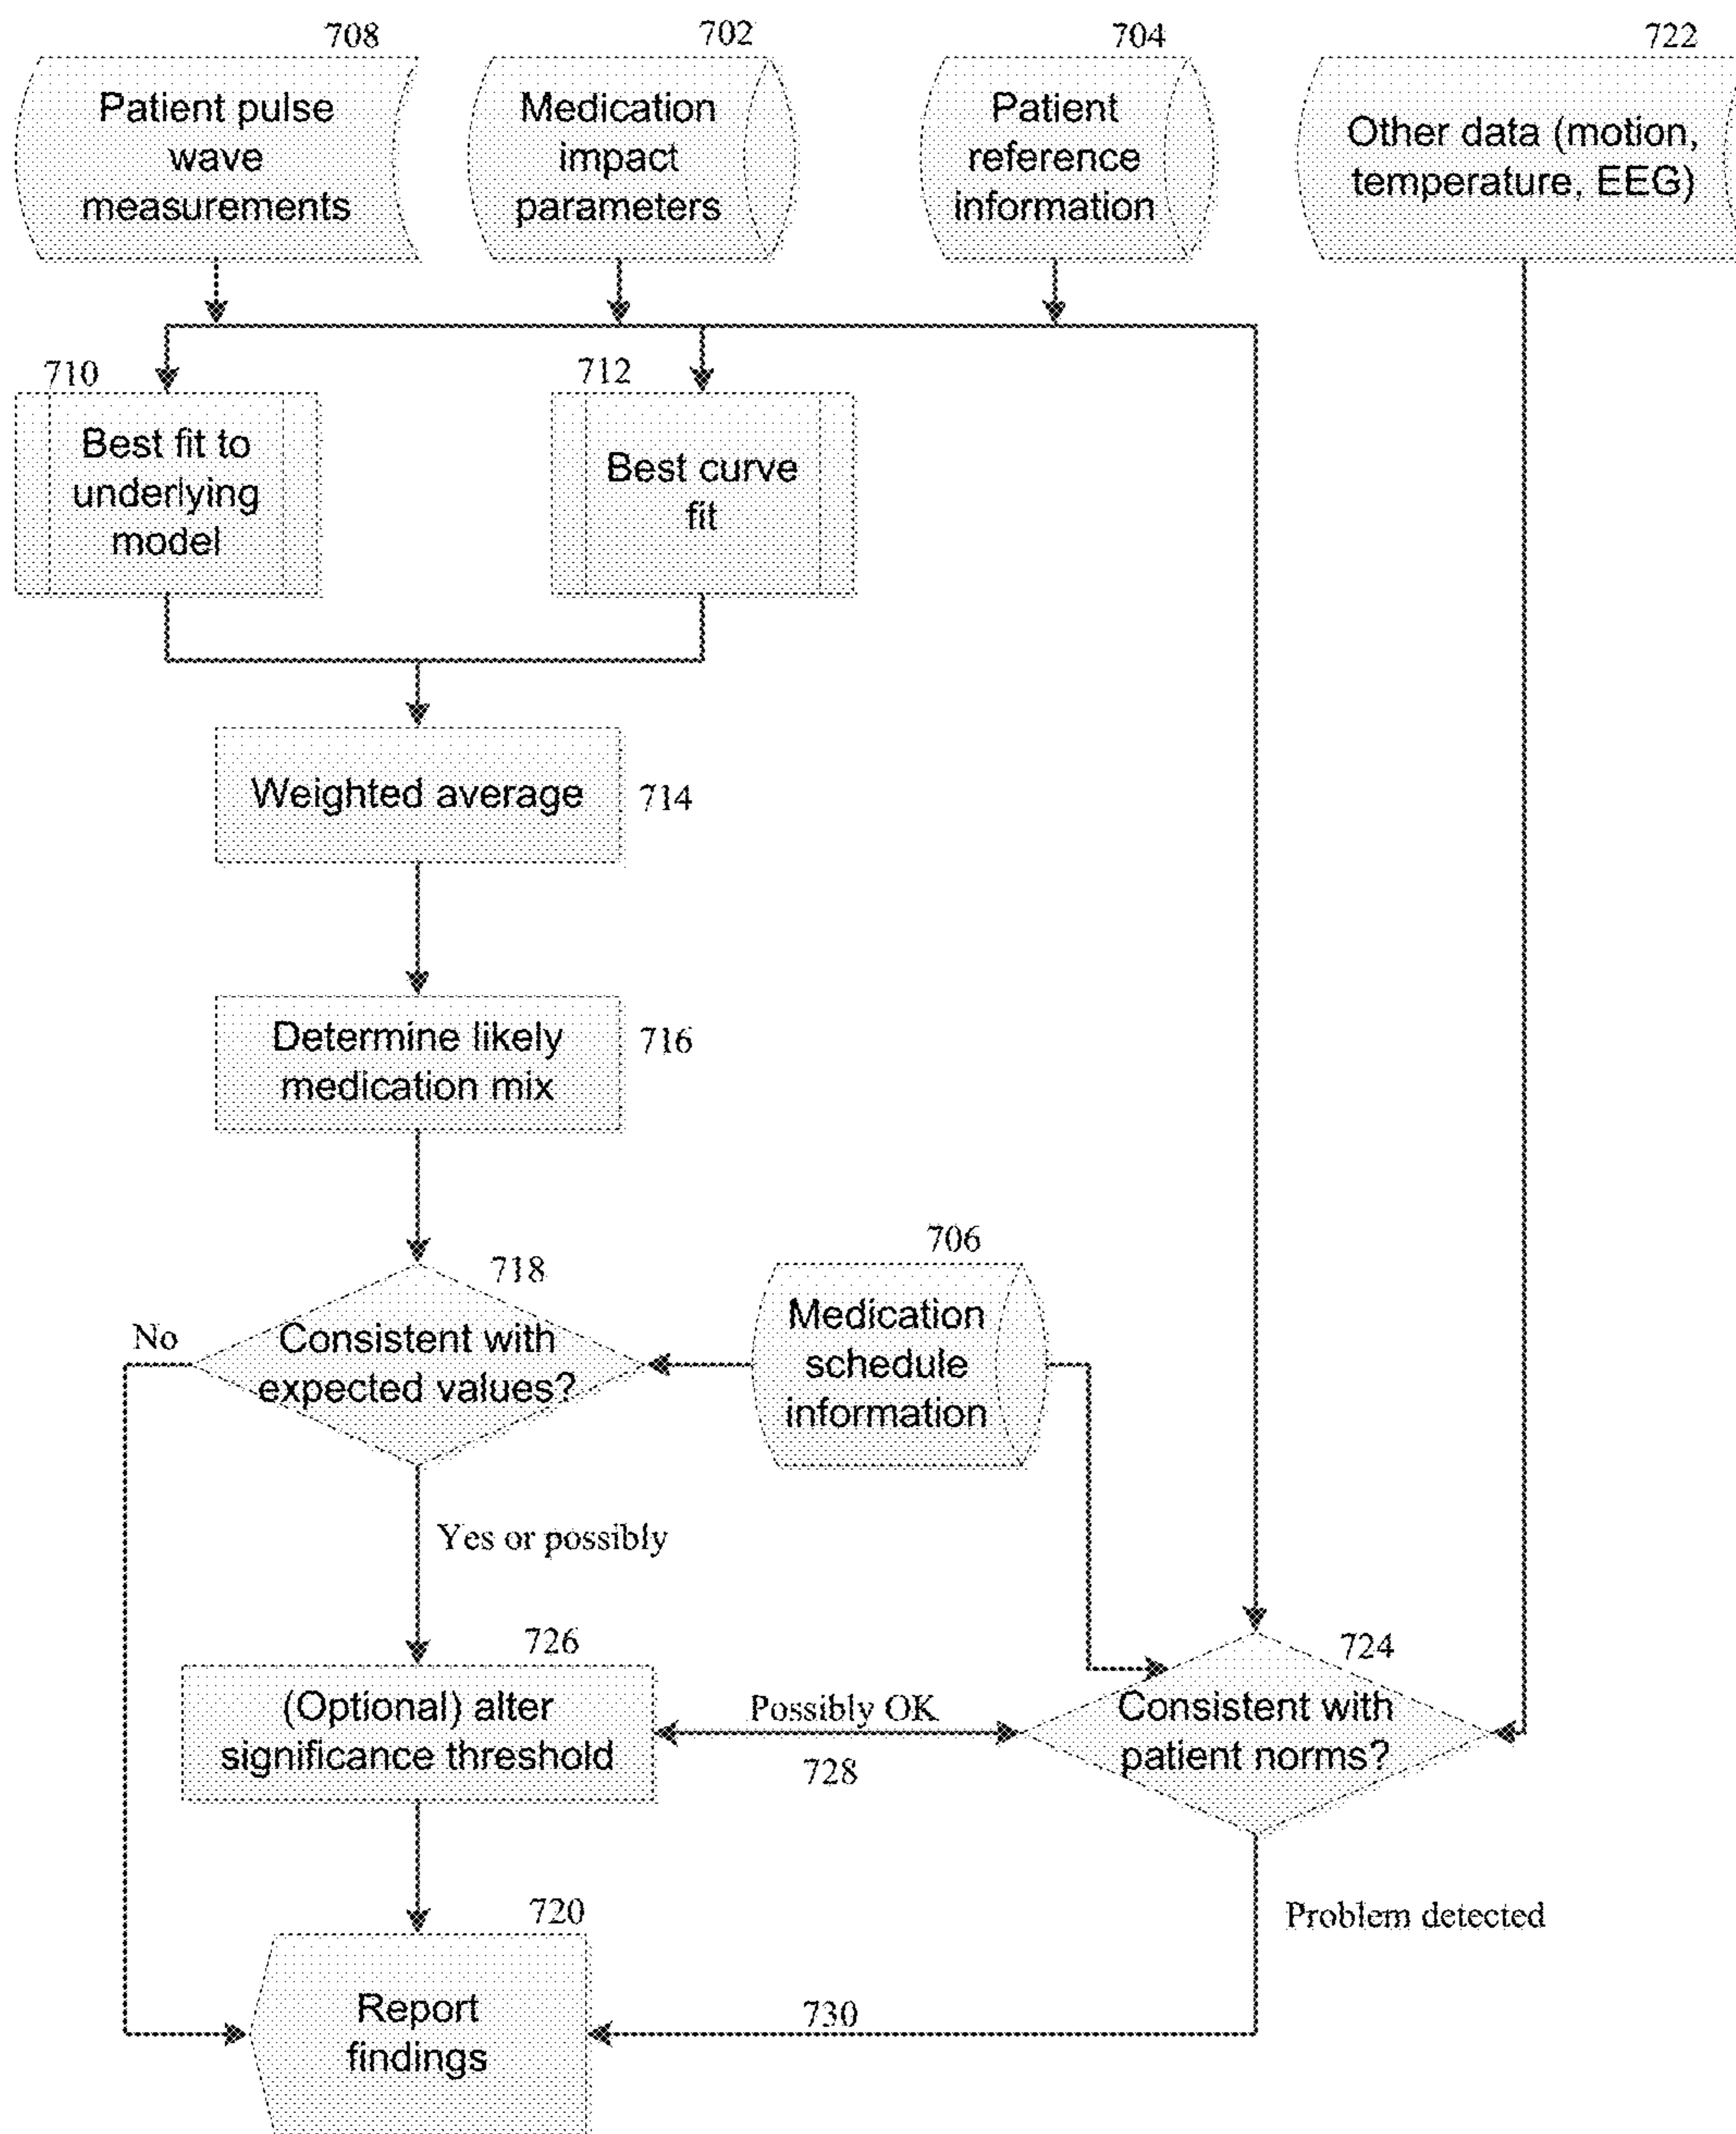 708
702
704
722
Patient pulse
wave
measurements
Medication
impact
parameters
Patient
reference
information
Other data (motion,
temperature, EEG)
710
712
Best fit to
underlying
model
Best curve
fit
Weighted average
714
Determine likely
medication mix
716
718
706
No
Consistent with
expected values?
Medication
schedule
information
Yes or possibly
726
724
(Optional) alter
significance threshold
Possibly OK
728
Consistent with
patient norms?
720
Problem detected
Report
findings
730